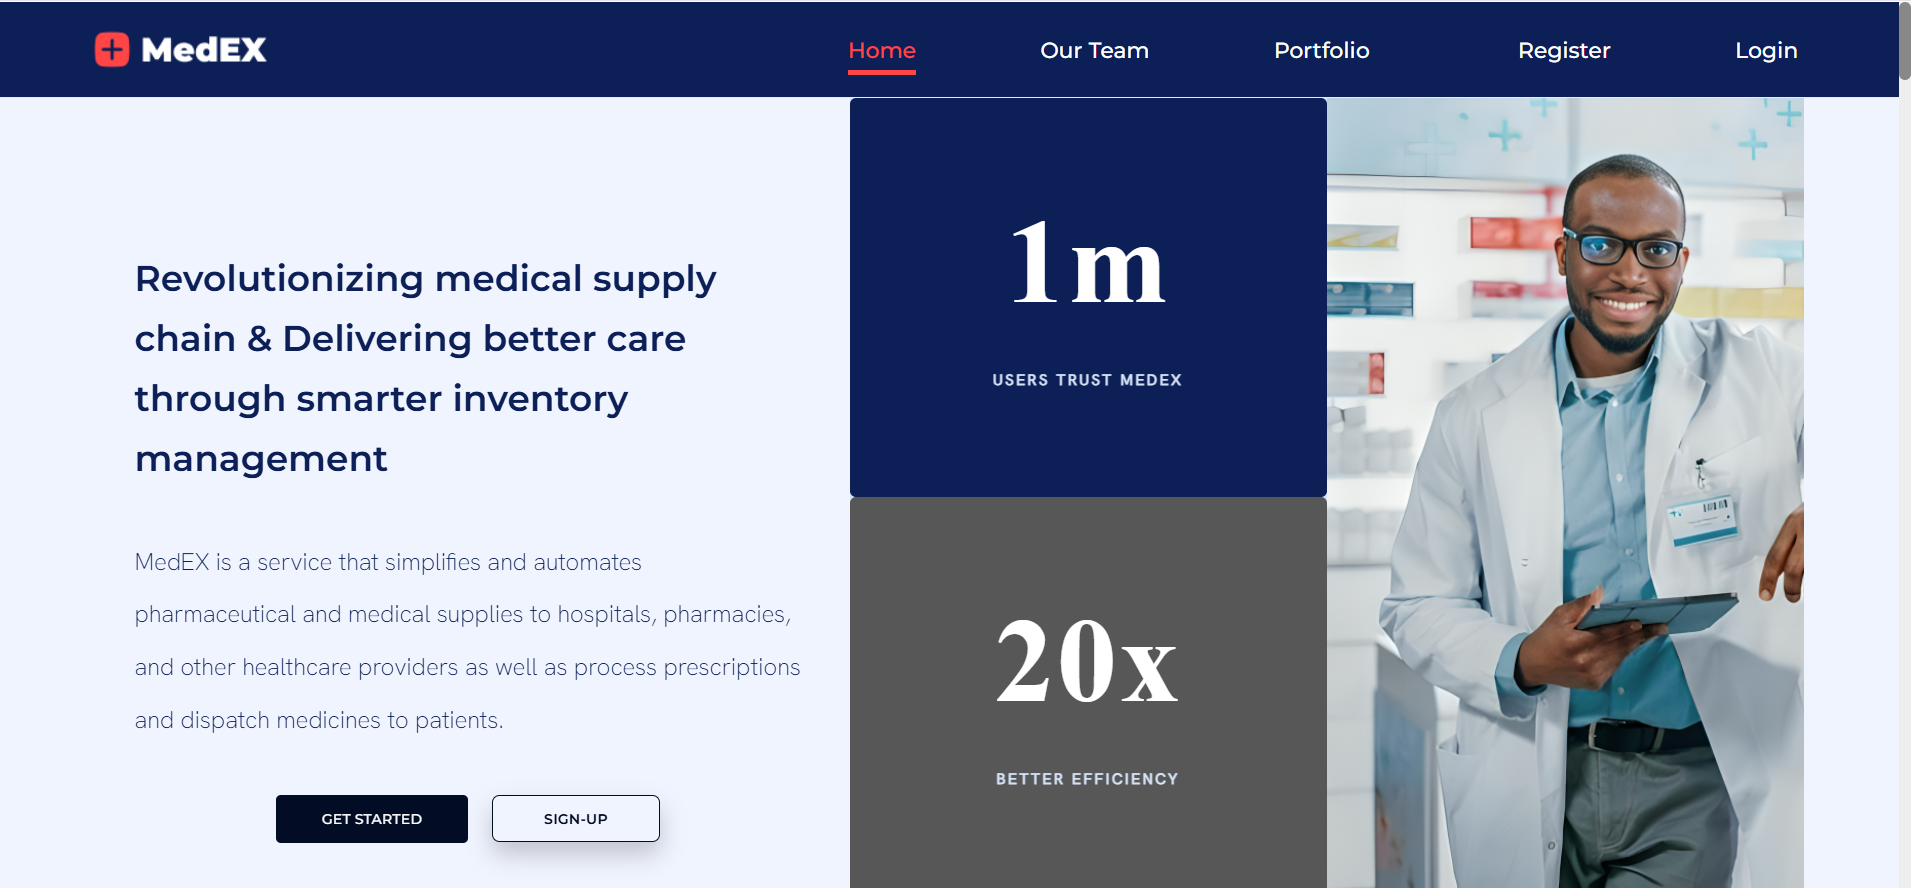 MedEX
Home
Our Team
Portfolio
Register
Login
Revolutionizing medical supply
chain & Delivering better care
through smarter inventory
management
MedEX is a service that simplifies and automates
pharmaceutical and medical supplies to hospitals, pharmacies,
and other healthcare providers as well as process prescriptions
and dispatch medicines to patients.
GET STARTED
SIGN-UP
1m
USERS TRUST MEDEX
20x
BETTER EFFICIENCY